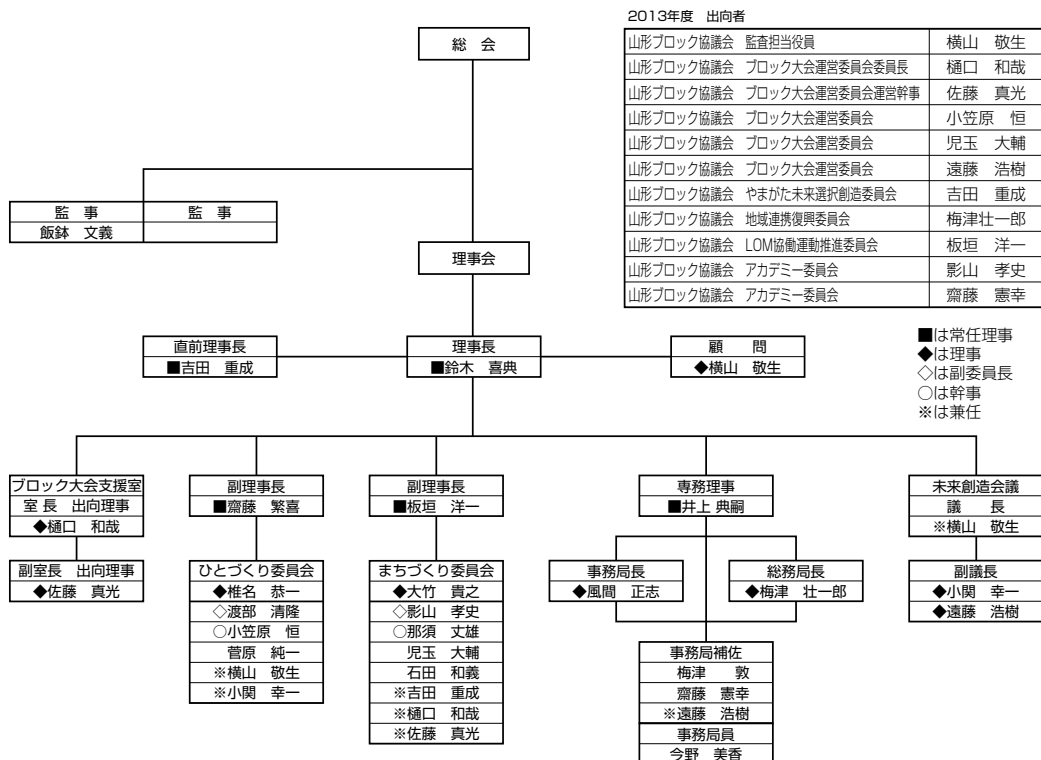 総 会
監 事　監 事
飯鉢 文義
理事会
直前理事長
■吉田 重成
理事長
■鈴木 喜典
顧 問
◆横山 敬生
2013年度 出向者
山形ブロック協議会 監査担当役員 横山 敬生
山形ブロック協議会 ブロック大会運営委員会委員長 樋口 和哉
山形ブロック協議会 ブロック大会運営委員会運営幹事 佐藤 真光
山形ブロック協議会 ブロック大会運営委員会 小笠原 恒
山形ブロック協議会 ブロック大会運営委員会 児玉 大輔
山形ブロック協議会 ブロック大会運営委員会 遠藤 浩樹
山形ブロック協議会 やまがた未来選択創造委員会 吉田 重成
山形ブロック協議会 地域連携復興委員会 梅津壮一郎
山形ブロック協議会 LOM協働運動推進委員会 板垣 洋一
山形ブロック協議会 アカデミー委員会 影山 孝史
山形ブロック協議会 アカデミー委員会 齋藤 憲幸
■は常任理事
◆は理事
◇は副委員長
○は幹事
※は兼任
ブロック大会支援室
室 長 出向理事
◆樋口 和哉
副室長 出向理事
◆佐藤 真光
副理事長
■齋藤 繁喜
ひとづくり委員会
◆椎名 恭一
◇渡部 清隆
○小笠原 恒
菅原 純一
※横山 敬生
※小関 幸一
副理事長
■板垣 洋一
まちづくり委員会
◆大竹 貴之
◇影山 孝史
○那須 丈雄
児玉 大輔
石田 和義
※吉田 重成
※樋口 和哉
※佐藤 真光
専務理事
■井上 典嗣
事務局長
◆風間 正志
総務局長
◆梅津 壮一郎
事務局補佐
梅津 敦
齋藤 憲幸
※遠藤 浩樹
事務局員
今野 美香
未来創造会議
議 長
※横山 敬生
副議長
◆小関 幸一
◆遠藤 浩樹